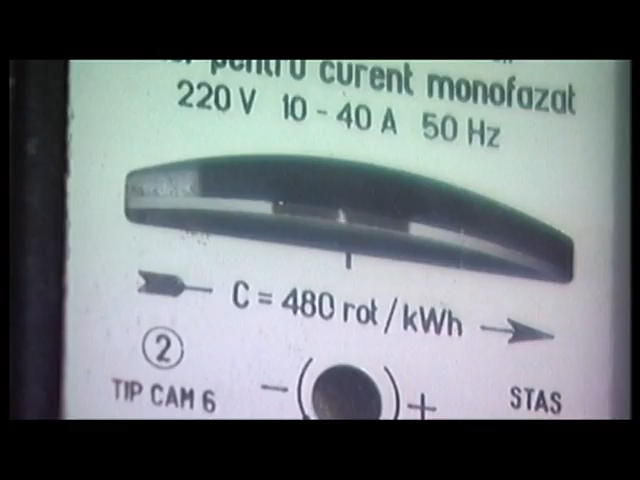 pentru curent monofazat
220 V 10 - 40 A 50 Hz
C = 480 rot / kWh
2
TIP CAM 6
- ( ) +
STAS